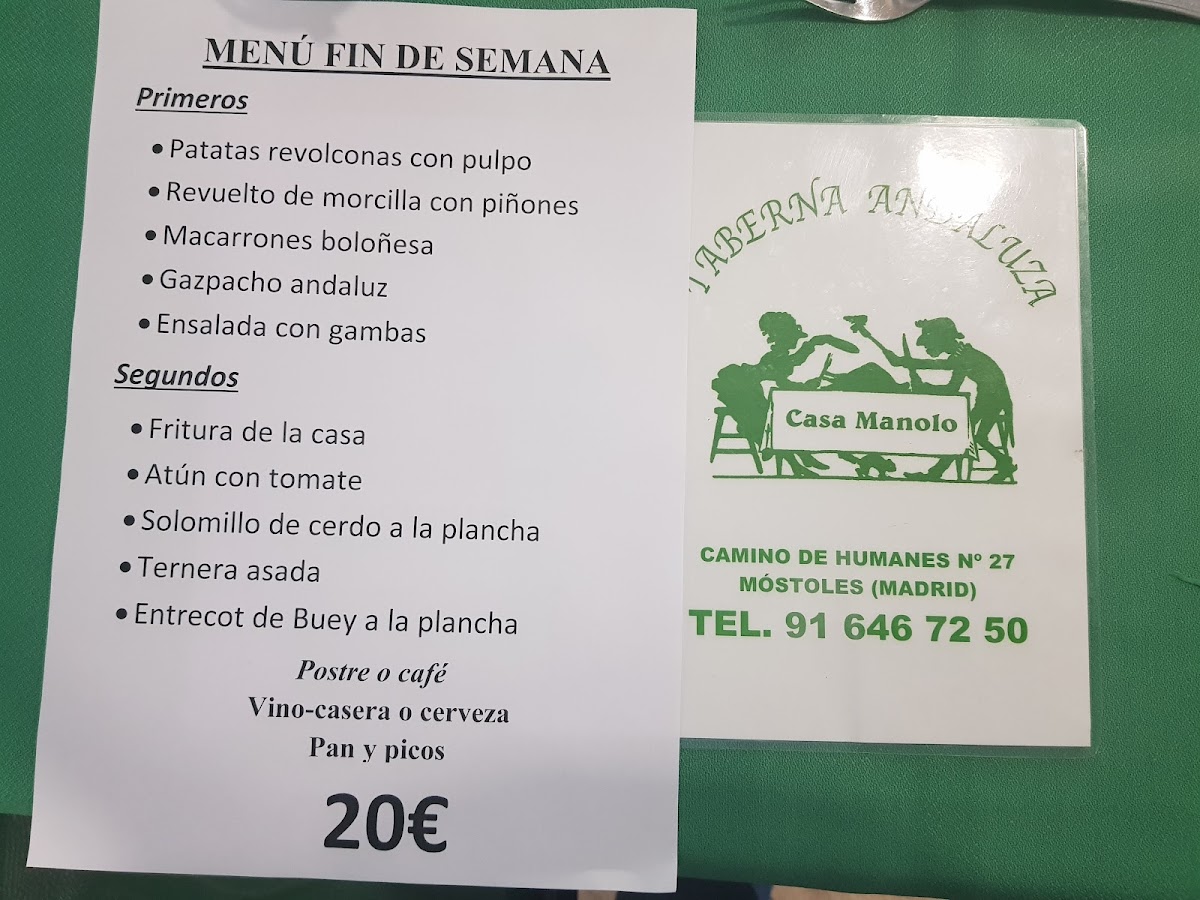 MENÚ FIN DE SEMANA
Primeros
• Patatas revolconas con pulpo
• Revuelto de morcilla con piñones
• Macarrones boloñesa
• Gazpacho andaluz
• Ensalada con gambas
Segundos
• Fritura de la casa
• Atún con tomate
• Solomillo de cerdo a la plancha
• Ternera asada
• Entrecot de Buey a la plancha
Postre o café
Vino-casera o cerveza
Pan y picos
20€
TABERNA ANDALUZA
Casa Manolo
CAMINO DE HUMANES Nº 27
MÓSTOLES (MADRID)
TEL. 91 646 72 50